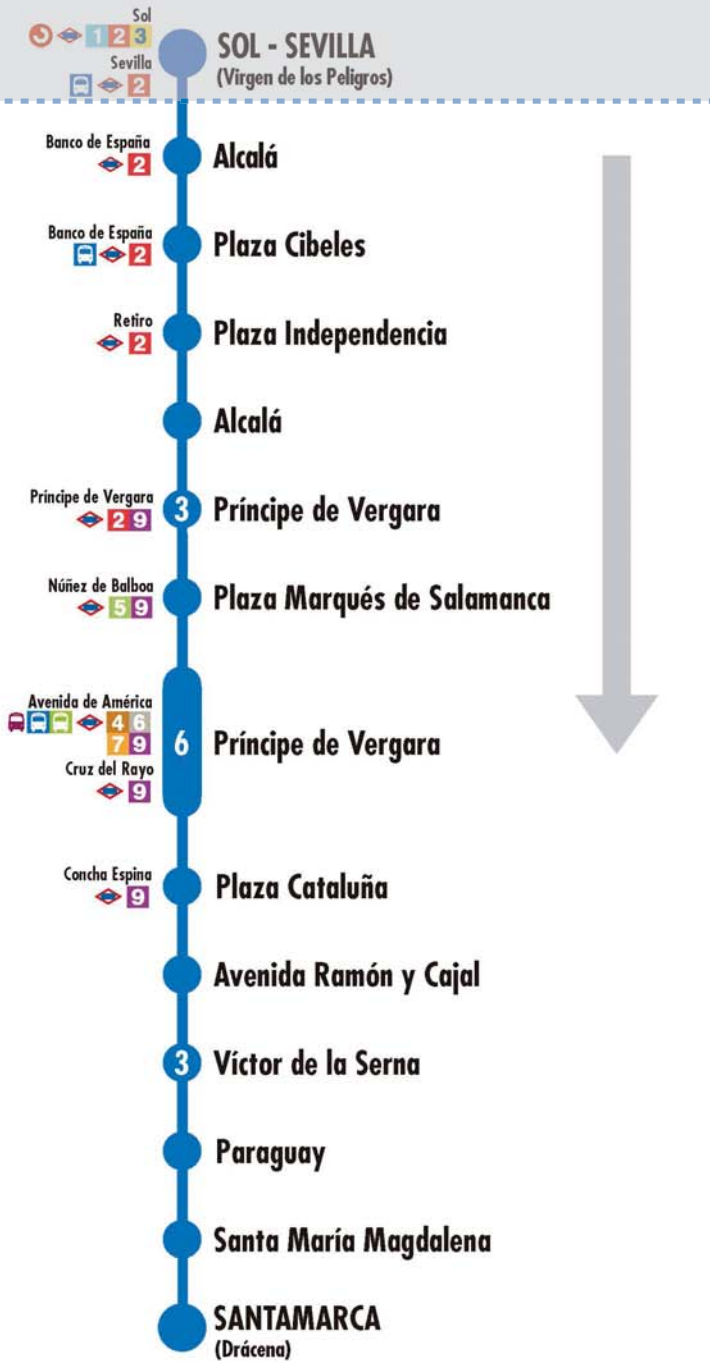 Sol
1 2 3
Sevilla
2
SOL - SEVILLA
(Virgen de los Peligros)
Banco de España
2
Alcalá
Banco de España
2
Plaza Cibeles
Retiro
2
Plaza Independencia
Alcalá
Príncipe de Vergara
2 9
3
Príncipe de Vergara
Núñez de Balboa
5 9
Plaza Marqués de Salamanca
Avenida de América
4 6
7 9
Cruz del Rayo
9
6
Príncipe de Vergara
Concha Espina
9
Plaza Cataluña
Avenida Ramón y Cajal
3
Víctor de la Serna
Paraguay
Santa María Magdalena
SANTAMARCA
(Drácena)